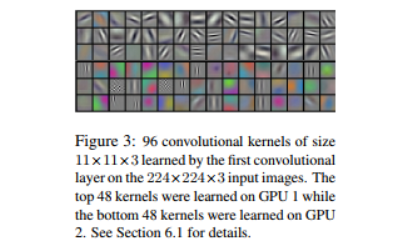 Figure 3: 96 convolutional kernels of size
11×11×3 learned by the first convolutional
layer on the 224×224×3 input images. The
top 48 kernels were learned on GPU 1 while
the bottom 48 kernels were learned on GPU
2. See Section 6.1 for details.